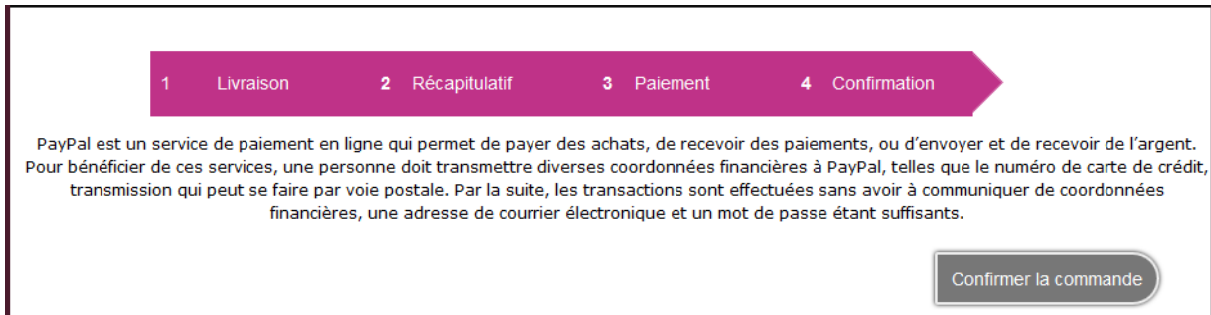 1 Livraison 2 Récapitulatif 3 Paiement 4 Confirmation
PayPal est un service de paiement en ligne qui permet de payer des achats, de recevoir des paiements, ou d’envoyer et de recevoir de l’argent.
Pour bénéficier de ces services, une personne doit transmettre diverses coordonnées financières à PayPal, telles que le numéro de carte de crédit,
transmission qui peut se faire par voie postale. Par la suite, les transactions sont effectuées sans avoir à communiquer de coordonnées
financières, une adresse de courrier électronique et un mot de passe étant suffisants.
Confirmer la commande